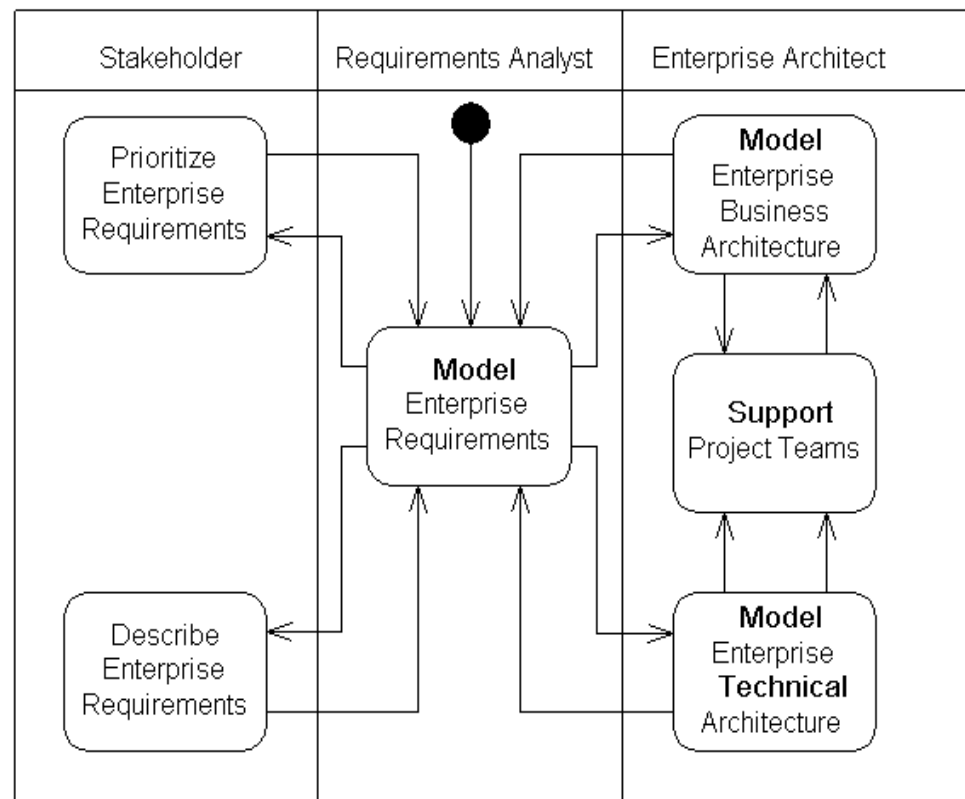 Stakeholder
Requirements Analyst
Enterprise Architect
Prioritize
Enterprise
Requirements
Model
Enterprise
Business
Architecture
Model
Enterprise
Requirements
Support
Project Teams
Describe
Enterprise
Requirements
Model
Enterprise
Technical
Architecture